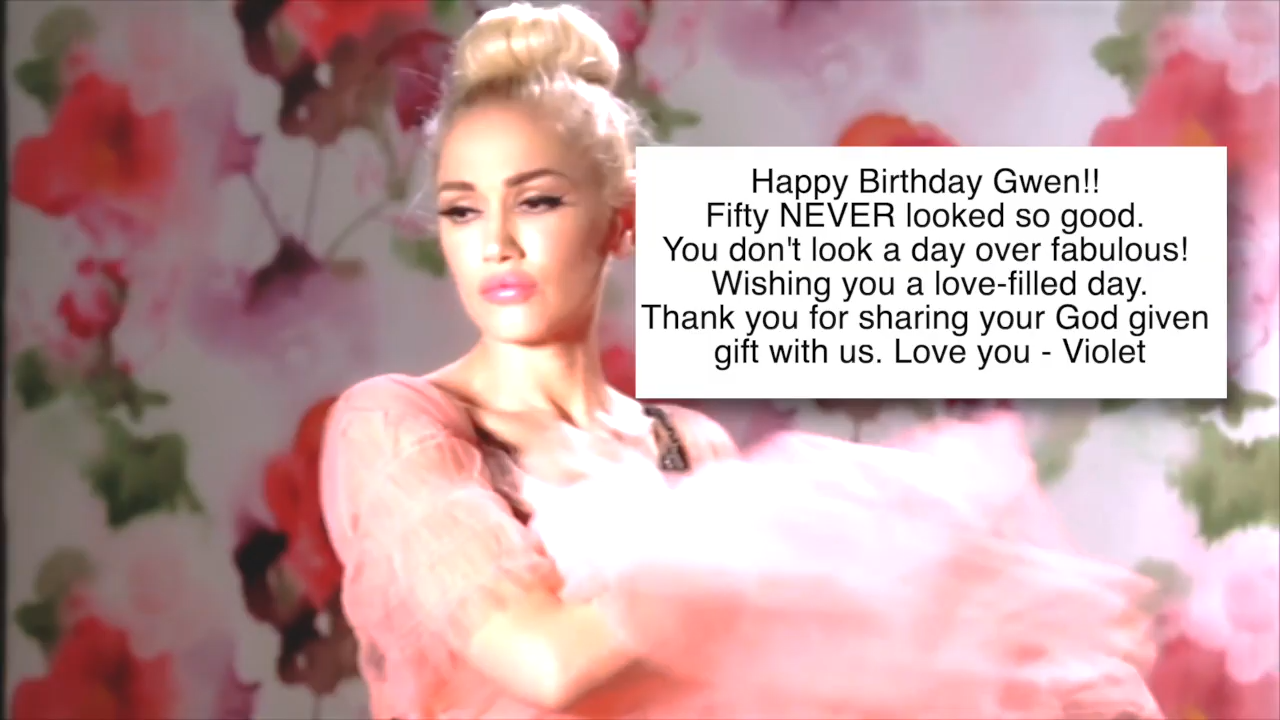 Happy Birthday Gwen!!
Fifty NEVER looked so good.
You don't look a day over fabulous!
Wishing you a love-filled day.
Thank you for sharing your God given
gift with us. Love you - Violet